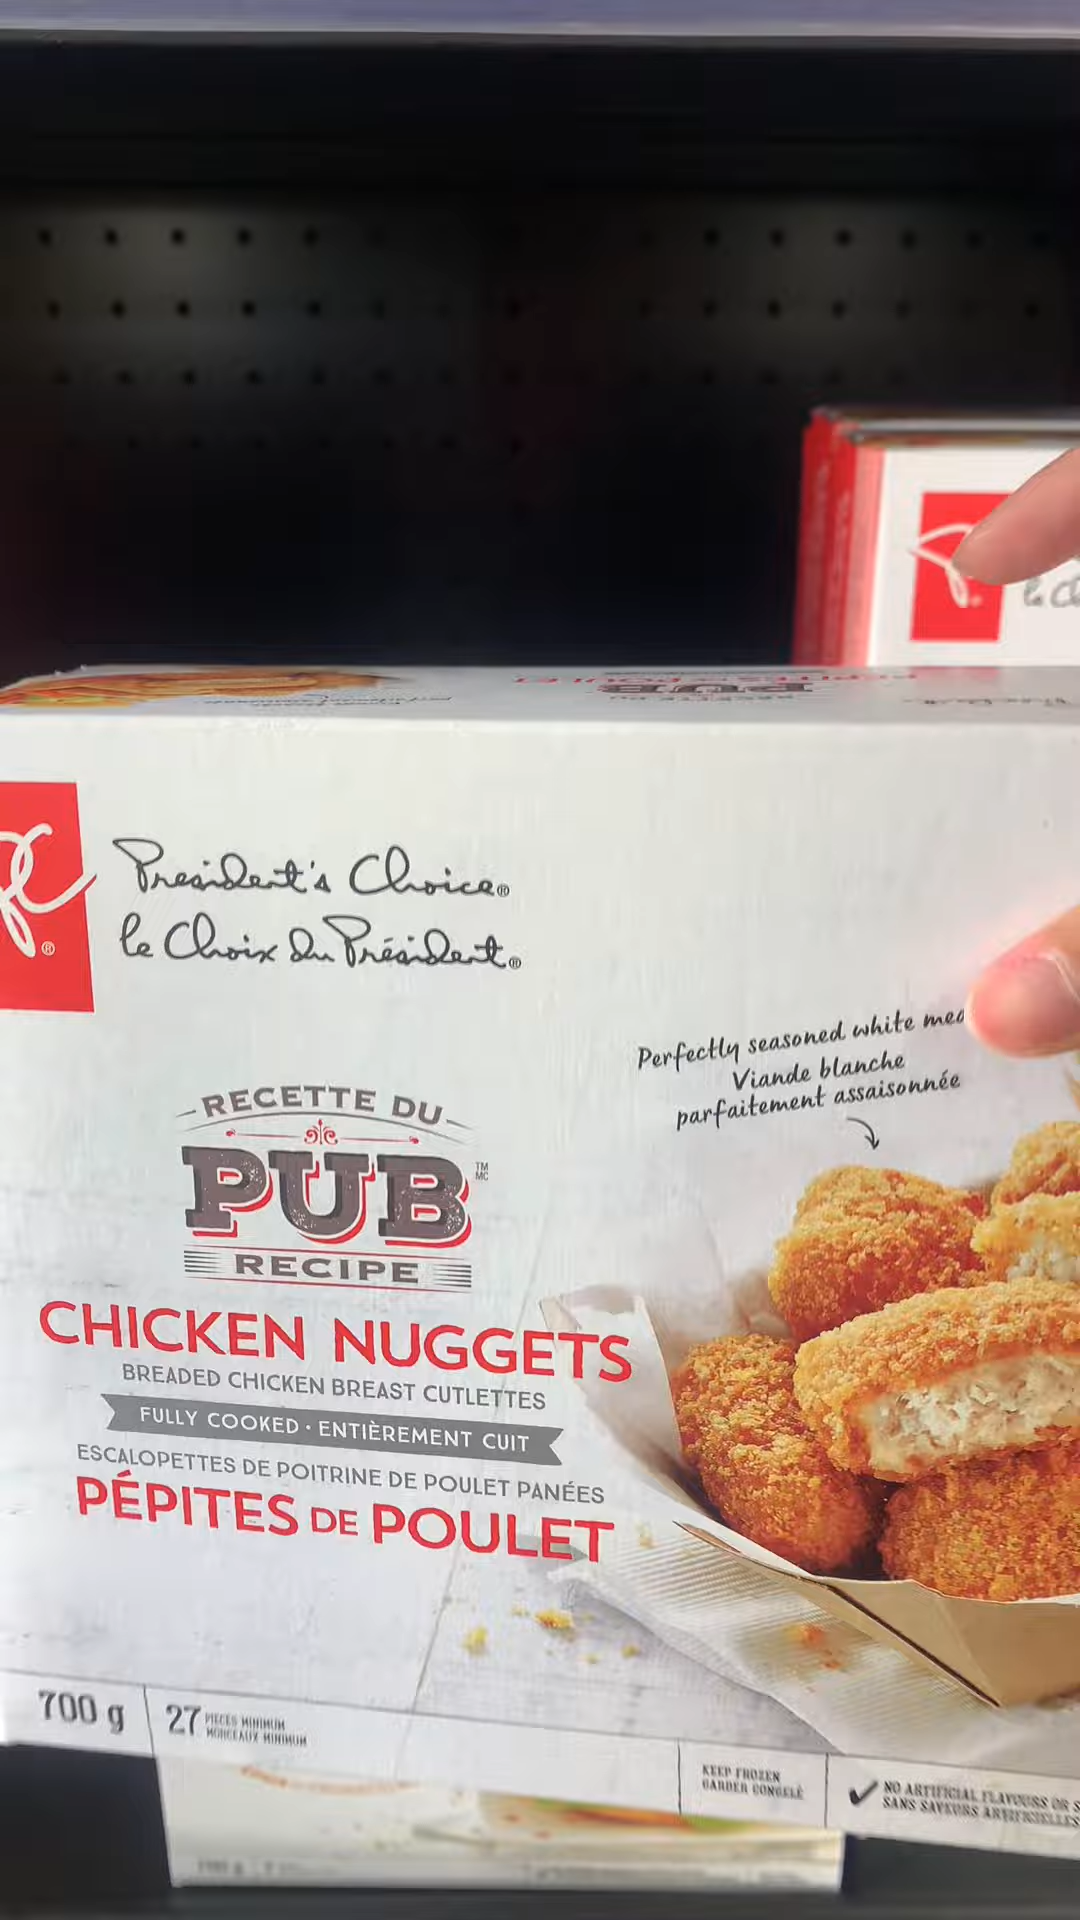 President's Choice®
le Choix du Président®
Perfectly seasoned white
Viande blanche
parfaitement assaisonnée
RECETTE DU
PUB TM MC
RECIPE
CHICKEN NUGGETS
BREADED CHICKEN BREAST CUTLETTES
FULLY COOKED • ENTIÈREMENT CUIT
ESCALOPETTES DE POITRINE DE POULET PANÉES
PÉPITES DE POULET
700 g
27 PIECES MINIMUM
MORCEAUX MINIMUM
KEEP FROZEN
GARDER CONGELÉ
NO ARTIFICIAL FLAVOURS OR
SANS SAVEURS ARTIFICIELLES